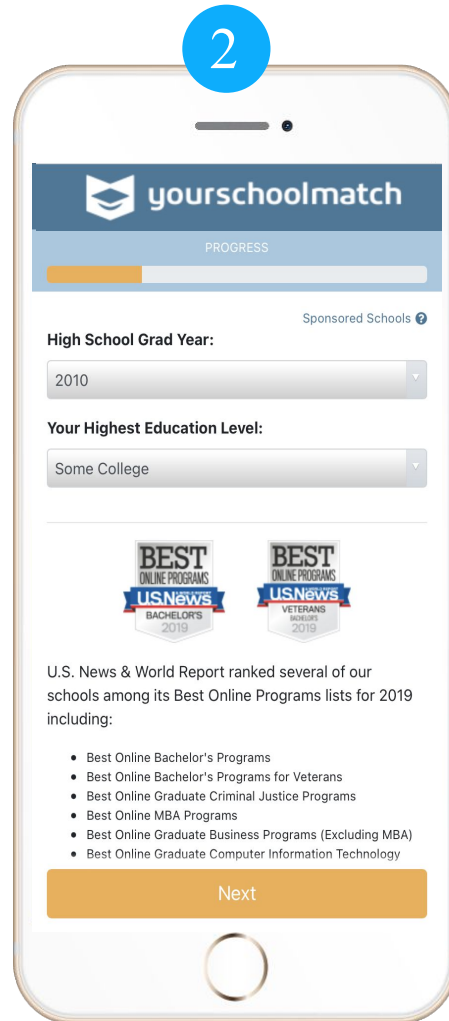 2
yourschoolmatch
PROGRESS
Sponsored Schools ?
High School Grad Year:
2010
Your Highest Education Level:
Some College
BEST
ONLINE PROGRAMS
U.S.News
BACHELOR'S
2019
BEST
ONLINE PROGRAMS
U.S.News
VETERANS
BACHELOR'S
2019
U.S. News & World Report ranked several of our
schools among its Best Online Programs lists for 2019
including:
• Best Online Bachelor's Programs
• Best Online Bachelor's Programs for Veterans
• Best Online Graduate Criminal Justice Programs
• Best Online MBA Programs
• Best Online Graduate Business Programs (Excluding MBA)
• Best Online Graduate Computer Information Technology
Next